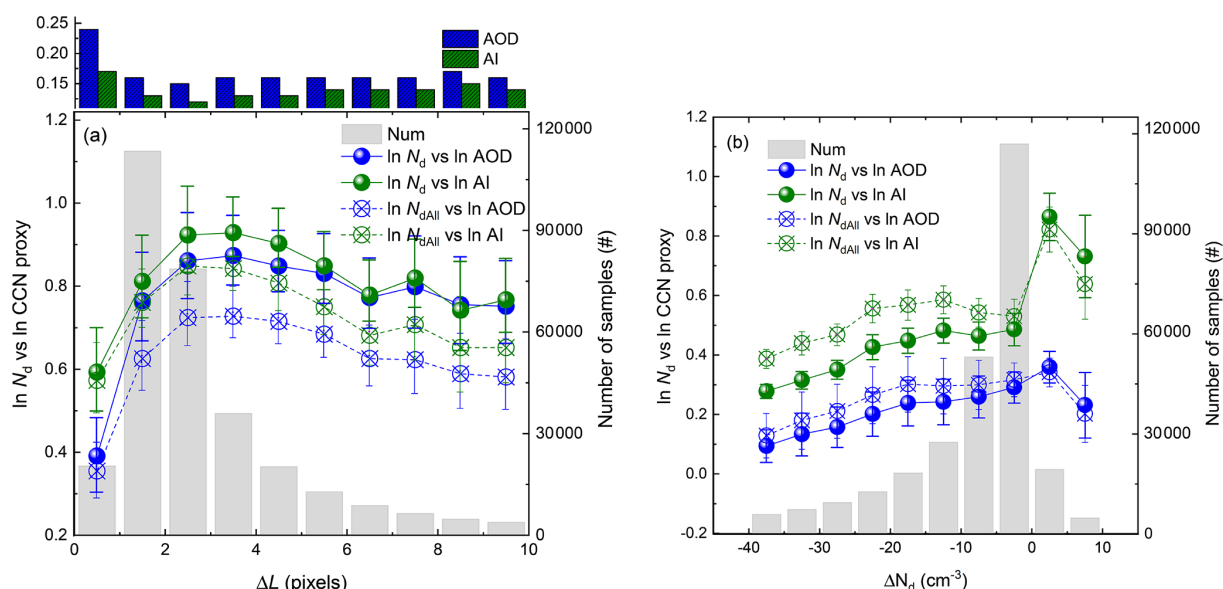 0.25
0.20
0.15
AOD
AI
(a)
Num
ln Nd vs ln AOD
ln Nd vs ln AI
ln NdAll vs ln AOD
ln NdAll vs ln AI
1.2
1.0
0.8
0.6
0.4
0.2
ln Nd vs ln CCN proxy
120000
90000
60000
30000
0
Number of samples (#)
0 2 4 6 8 10
ΔL (pixels)
(b)
Num
ln Nd vs ln AOD
ln Nd vs ln AI
ln NdAll vs ln AOD
ln NdAll vs ln AI
1.2
1.0
0.8
0.6
0.4
0.2
0.0
-0.2
ln Nd vs ln CCN proxy
120000
90000
60000
30000
0
Number of samples (#)
-40 -30 -20 -10 0 10
ΔNd (cm-3)